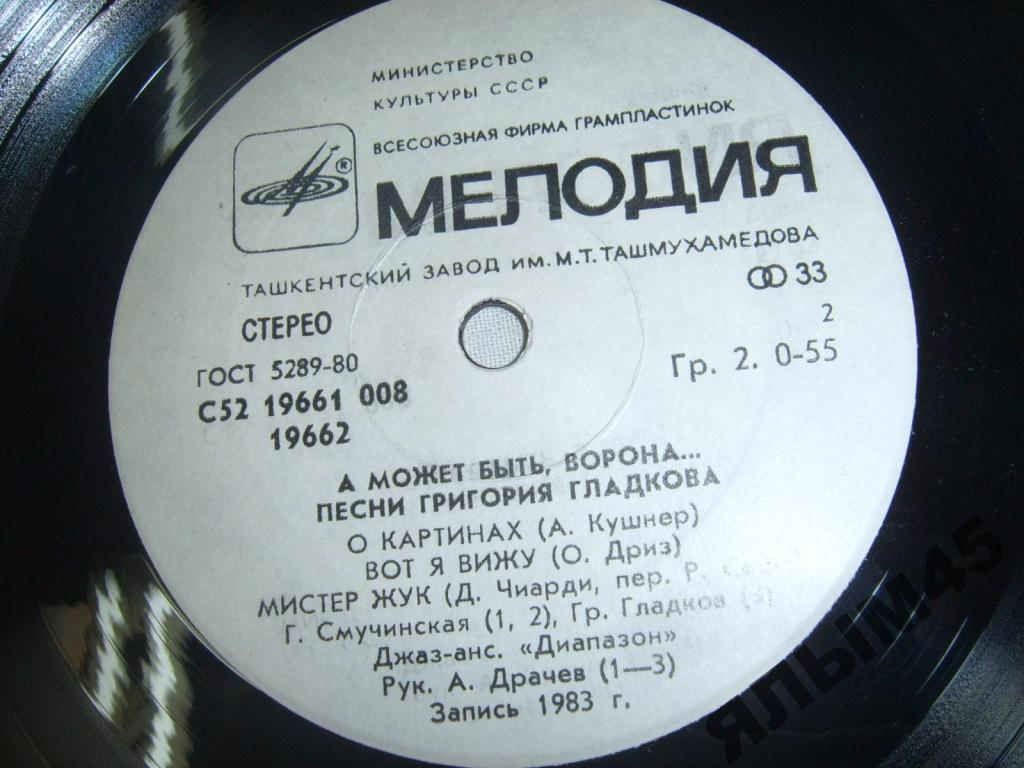 МИНИСТЕРСТВО
КУЛЬТУРЫ СССР
ВСЕСОЮЗНАЯ ФИРМА ГРАМПЛАСТИНОК
®
МЕЛОДИЯ
ТАШКЕНТСКИЙ ЗАВОД ИМ. М.Т. ТАШМУХАМЕДОВА
СТЕРЕО
33
ГОСТ 5289-80
2
С52 19661 008
Гр. 2. 0-55
19662
А МОЖЕТ БЫТЬ, ВОРОНА...
ПЕСНИ ГРИГОРИЯ ГЛАДКОВА
О КАРТИНАХ (А. Кушнер)
ВОТ Я ВИЖУ (О. Дриз)
МИСТЕР ЖУК (Д. Чиарди, пер. Р.
Г. Смучинская (1, 2), Гр. Гладков (3)
Джаз-анс. «Диапазон»
Рук. А. Драчев (1—3)
Запись 1983 г.
ЯЛЫМ45